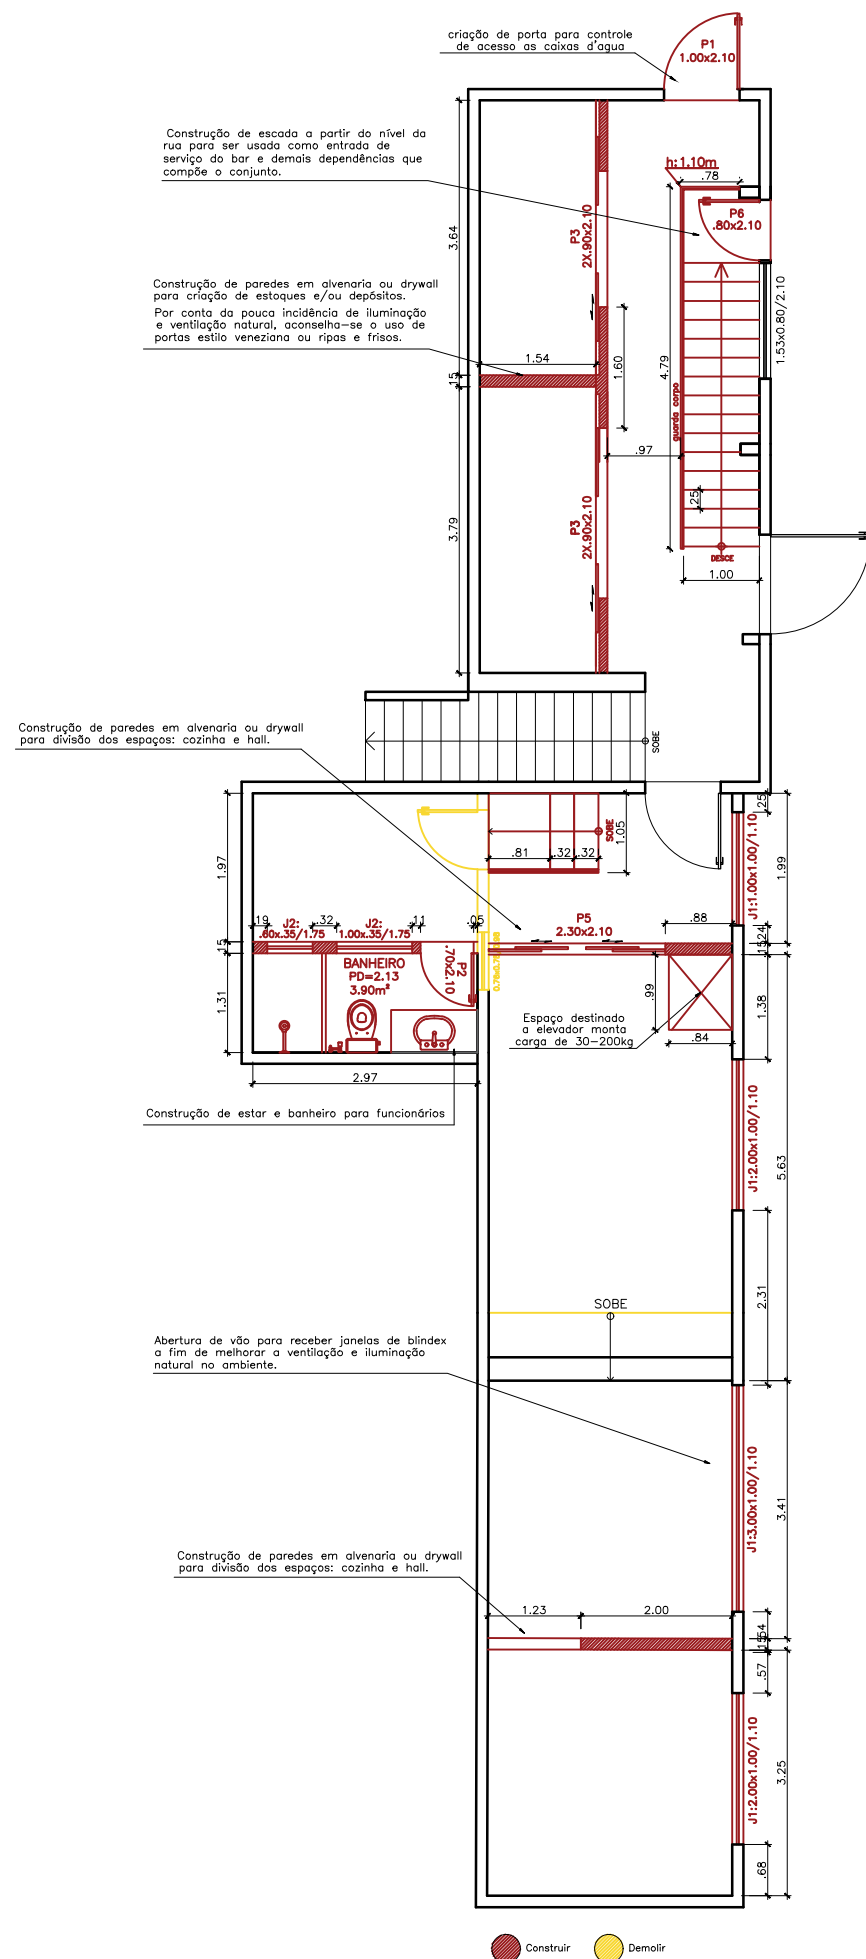 criação de porta para controle
de acesso as caixas d'agua
P1
1.00x2.10
Construção de escada a partir do nível da
rua para ser usada como entrada de
serviço do bar e demais dependências que
compõe o conjunto.
h:1.10m
.78
P6
.80x2.10
3.64
P3
2X.90x2.10
Construção de paredes em alvenaria ou drywall
para criação de estoques e/ou depósitos.
Por conta da pouca incidência de iluminação
e ventilação natural, aconselha-se o uso de
portas estilo veneziana ou ripas e frisos.
1.53x0.80/2.10
1.54
1.60
4.79
15
guarda corpo
.97
.25
3.79
P3
2X.90x2.10
DESCE
1.00
Construção de paredes em alvenaria ou drywall
para divisão dos espaços: cozinha e hall.
SOBE
1.97
.81
.32
.32
SOBE
1.05
.25
J1:1.00x1.00/1.10
1.99
.19
J2:
.60x.35/1.75
.32
J2:
1.00x.35/1.75
.11
.05
P5
2.30x2.10
.88
.24
15
15
BANHEIRO
PD=2.13
3.90m²
P2
.70x2.10
1.31
.99
Espaço destinado
a elevador monta
carga de 30-200kg
.84
1.38
2.97
Construção de estar e banheiro para funcionários
J1:2.00x1.00/1.10
5.63
2.31
SOBE
Abertura de vão para receber janelas de blindex
a fim de melhorar a ventilação e iluminação
natural no ambiente.
J1:3.00x1.00/1.10
3.41
Construção de paredes em alvenaria ou drywall
para divisão dos espaços: cozinha e hall.
1.23
2.00
.54
15
.57
J1:2.00x1.00/1.10
3.25
.68
Construir
Demolir